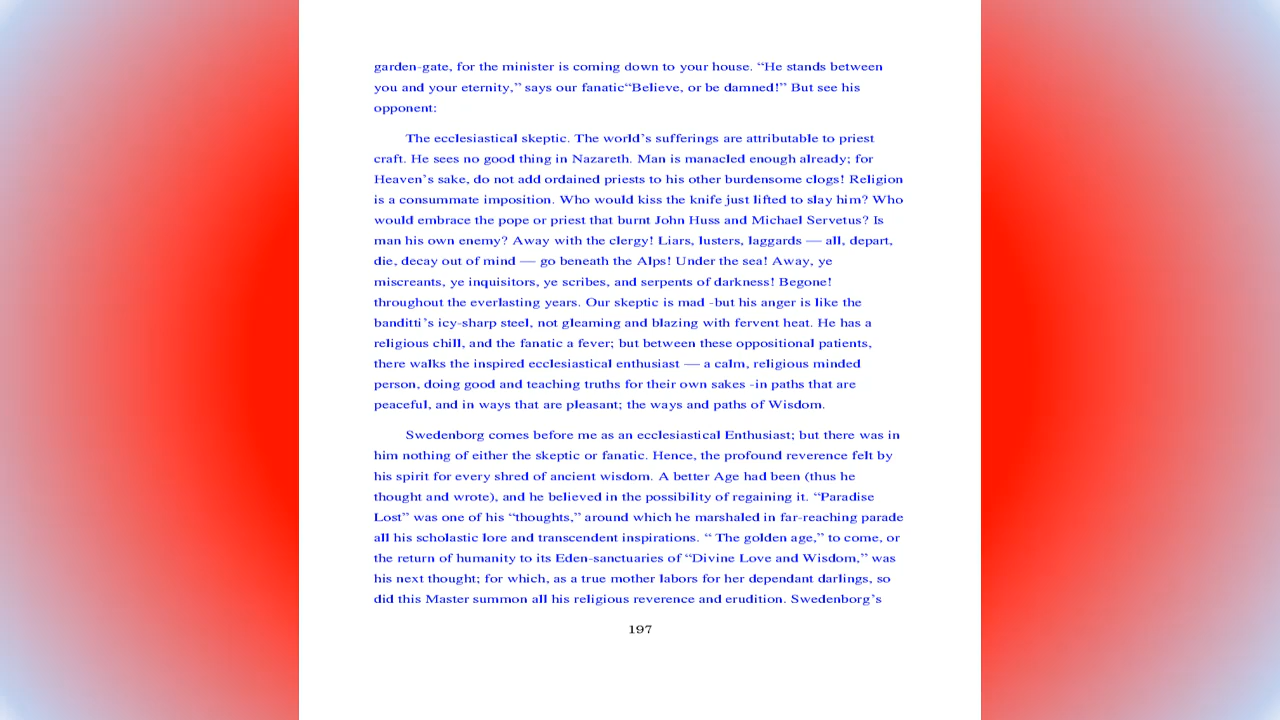 garden-gate, for the minister is coming down to your house. “He stands between
you and your eternity,” says our fanatic“Believe, or be damned!” But see his
opponent:
The ecclesiastical skeptic. The world’s sufferings are attributable to priest
craft. He sees no good thing in Nazareth. Man is manacled enough already; for
Heaven’s sake, do not add ordained priests to his other burdensome clogs! Religion
is a consummate imposition. Who would kiss the knife just lifted to slay him? Who
would embrace the pope or priest that burnt John Huss and Michael Servetus? Is
man his own enemy? Away with the clergy! Liars, lusters, laggards — all, depart,
die, decay out of mind — go beneath the Alps! Under the sea! Away, ye
miscreants, ye inquisitors, ye scribes, and serpents of darkness! Begone!
throughout the everlasting years. Our skeptic is mad -but his anger is like the
banditti’s icy-sharp steel, not gleaming and blazing with fervent heat. He has a
religious chill, and the fanatic a fever; but between these oppositional patients,
there walks the inspired ecclesiastical enthusiast — a calm, religious minded
person, doing good and teaching truths for their own sakes -in paths that are
peaceful, and in ways that are pleasant; the ways and paths of Wisdom.
Swedenborg comes before me as an ecclesiastical Enthusiast; but there was in
him nothing of either the skeptic or fanatic. Hence, the profound reverence felt by
his spirit for every shred of ancient wisdom. A better Age had been (thus he
thought and wrote), and he believed in the possibility of regaining it. “Paradise
Lost” was one of his “thoughts,” around which he marshaled in far-reaching parade
all his scholastic lore and transcendent inspirations. “ The golden age,” to come, or
the return of humanity to its Eden-sanctuaries of “Divine Love and Wisdom,” was
his next thought; for which, as a true mother labors for her dependant darlings, so
did this Master summon all his religious reverence and erudition. Swedenborg’s
197